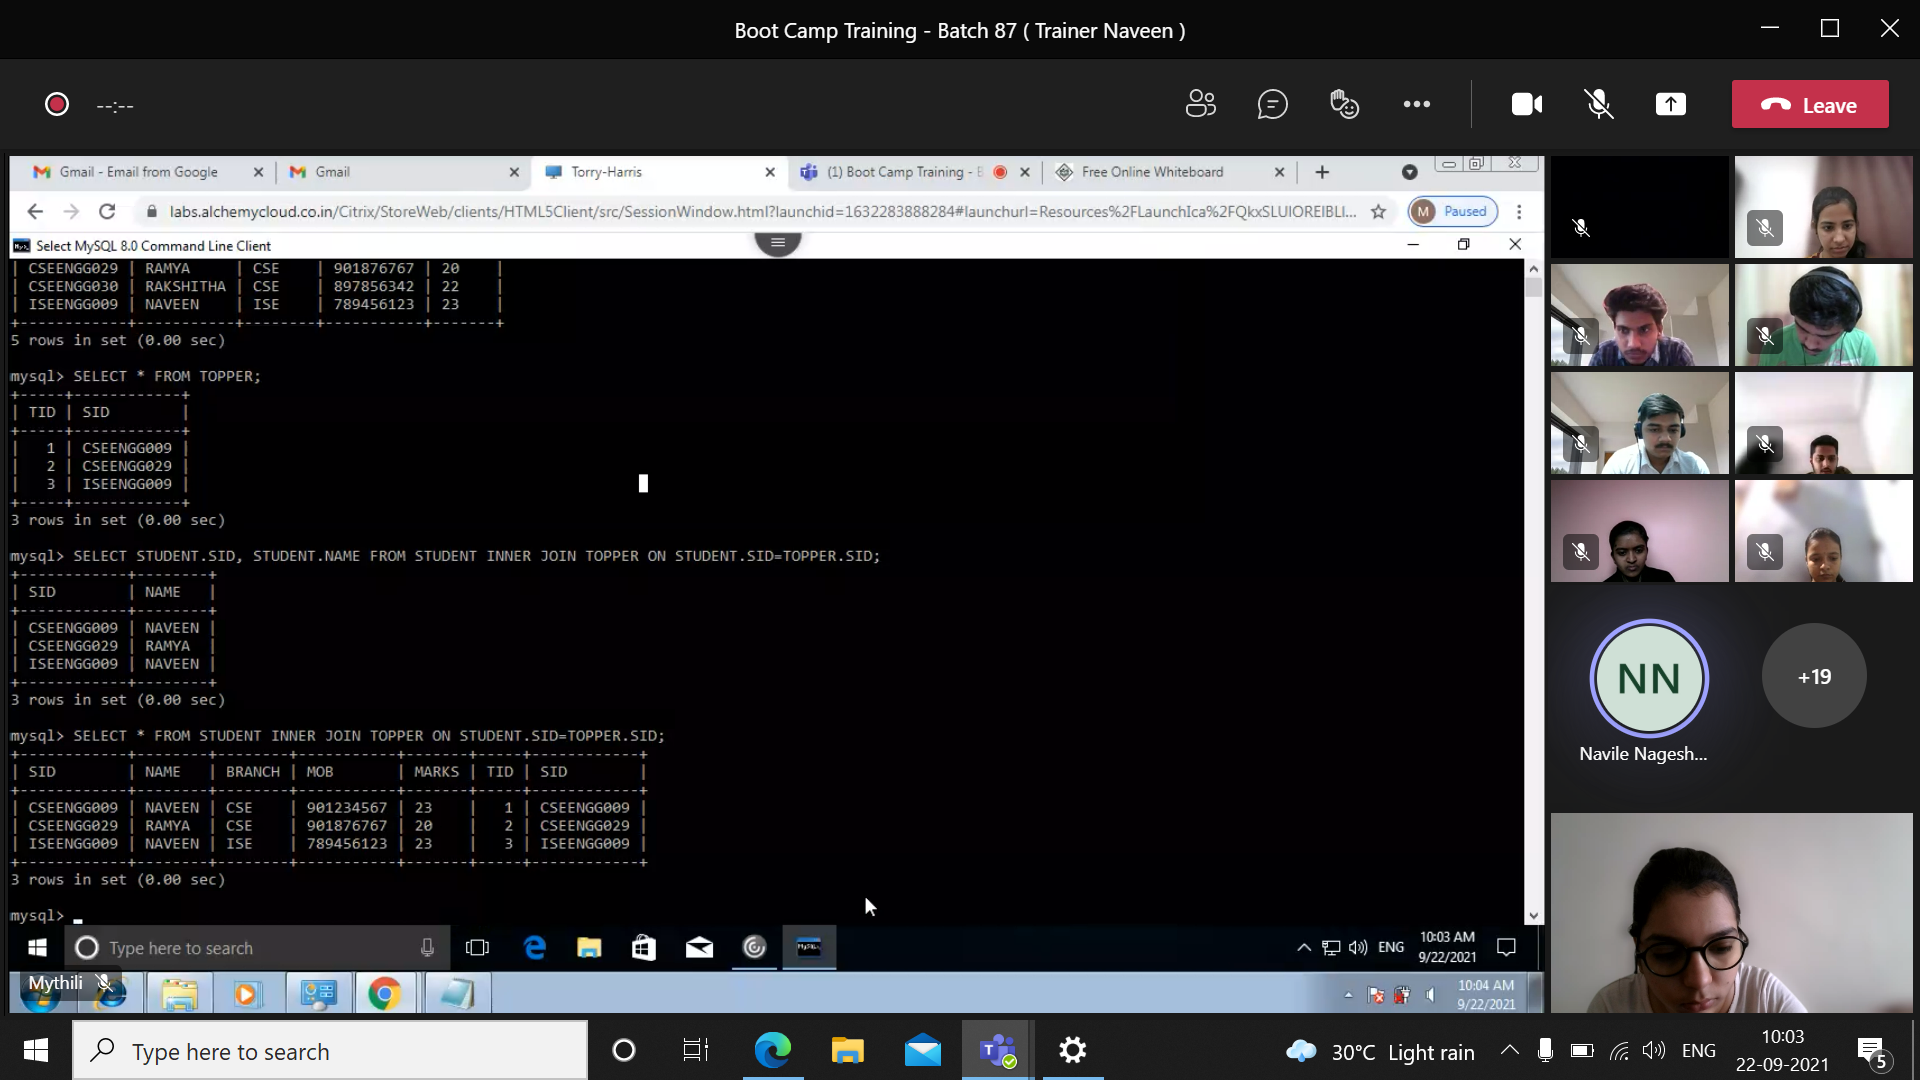 Boot Camp Training - Batch 87 ( Trainer Naveen )
--:--
Leave
Gmail - Email from Google
Gmail
Torry-Harris
(1) Boot Camp Training -
Free Online Whiteboard
labs.alchemycloud.co.in/Citrix/StoreWeb/clients/HTML5Client/src/SessionWindow.html?launchid=1632283888284#launchurl=Resources%2FLaunchIca%2FQkxSLUlOREIBLl...
M Paused
Select MySQL 8.0 Command Line Client
| CSEENGG029 | RAMYA | CSE | 901876767 | 20 |
| CSEENGG030 | RAKSHITHA | CSE | 897856342 | 22 |
| ISEENGG009 | NAVEEN | ISE | 789456123 | 23 |
+------------+-----------+--------+-----------+-------+
5 rows in set (0.00 sec)
mysql> SELECT * FROM TOPPER;
+-----+------------+
| TID | SID |
+-----+------------+
| 1 | CSEENGG009 |
| 2 | CSEENGG029 |
| 3 | ISEENGG009 |
+-----+------------+
3 rows in set (0.00 sec)
mysql> SELECT STUDENT.SID, STUDENT.NAME FROM STUDENT INNER JOIN TOPPER ON STUDENT.SID=TOPPER.SID;
+------------+--------+
| SID | NAME |
+------------+--------+
| CSEENGG009 | NAVEEN |
| CSEENGG029 | RAMYA |
| ISEENGG009 | NAVEEN |
+------------+--------+
3 rows in set (0.00 sec)
mysql> SELECT * FROM STUDENT INNER JOIN TOPPER ON STUDENT.SID=TOPPER.SID;
+------------+--------+--------+-----------+-------+-----+------------+
| SID | NAME | BRANCH | MOB | MARKS | TID | SID |
+------------+--------+--------+-----------+-------+-----+------------+
| CSEENGG009 | NAVEEN | CSE | 901234567 | 23 | 1 | CSEENGG009 |
| CSEENGG029 | RAMYA | CSE | 901876767 | 20 | 2 | CSEENGG029 |
| ISEENGG009 | NAVEEN | ISE | 789456123 | 23 | 3 | ISEENGG009 |
+------------+--------+--------+-----------+-------+-----+------------+
3 rows in set (0.00 sec)
mysql>
NN
+19
Navile Nagesh...
Type here to search
ENG
10:03 AM
9/22/2021
Mythili
10:04 AM
9/22/2021
Type here to search
30°C Light rain
ENG
10:03
22-09-2021
5